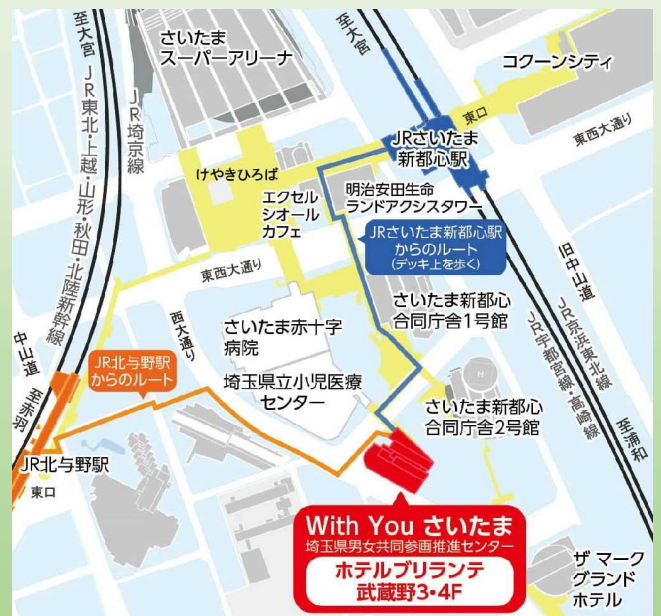 至大宮
さいたま
スーパーアリーナ
至大宮
コクーンシティ
JR東北・上越・山形・秋田・北陸新幹線
JR埼京線
東口
東西大通り
JRさいたま
新都心駅
けやきひろば
エクセル
シオール
カフェ
明治安田生命
ランドアクシスタワー
JRさいたま新都心駅
からのルート
(デッキ上を歩く)
東西大通り
西大通り
旧中山道
JR京浜東北線
JR宇都宮線・高崎線
至浦和
さいたま新都心
合同庁舎1号館
さいたま赤十字
病院
埼玉県立小児医療
センター
中山道
至赤羽
JR北与野駅
からのルート
H
さいたま新都心
合同庁舎2号館
JR北与野駅
東口
With You さいたま
埼玉県男女共同参画推進センター
ホテルブリランテ
武蔵野3・4F
ザ マーク
グランド
ホテル